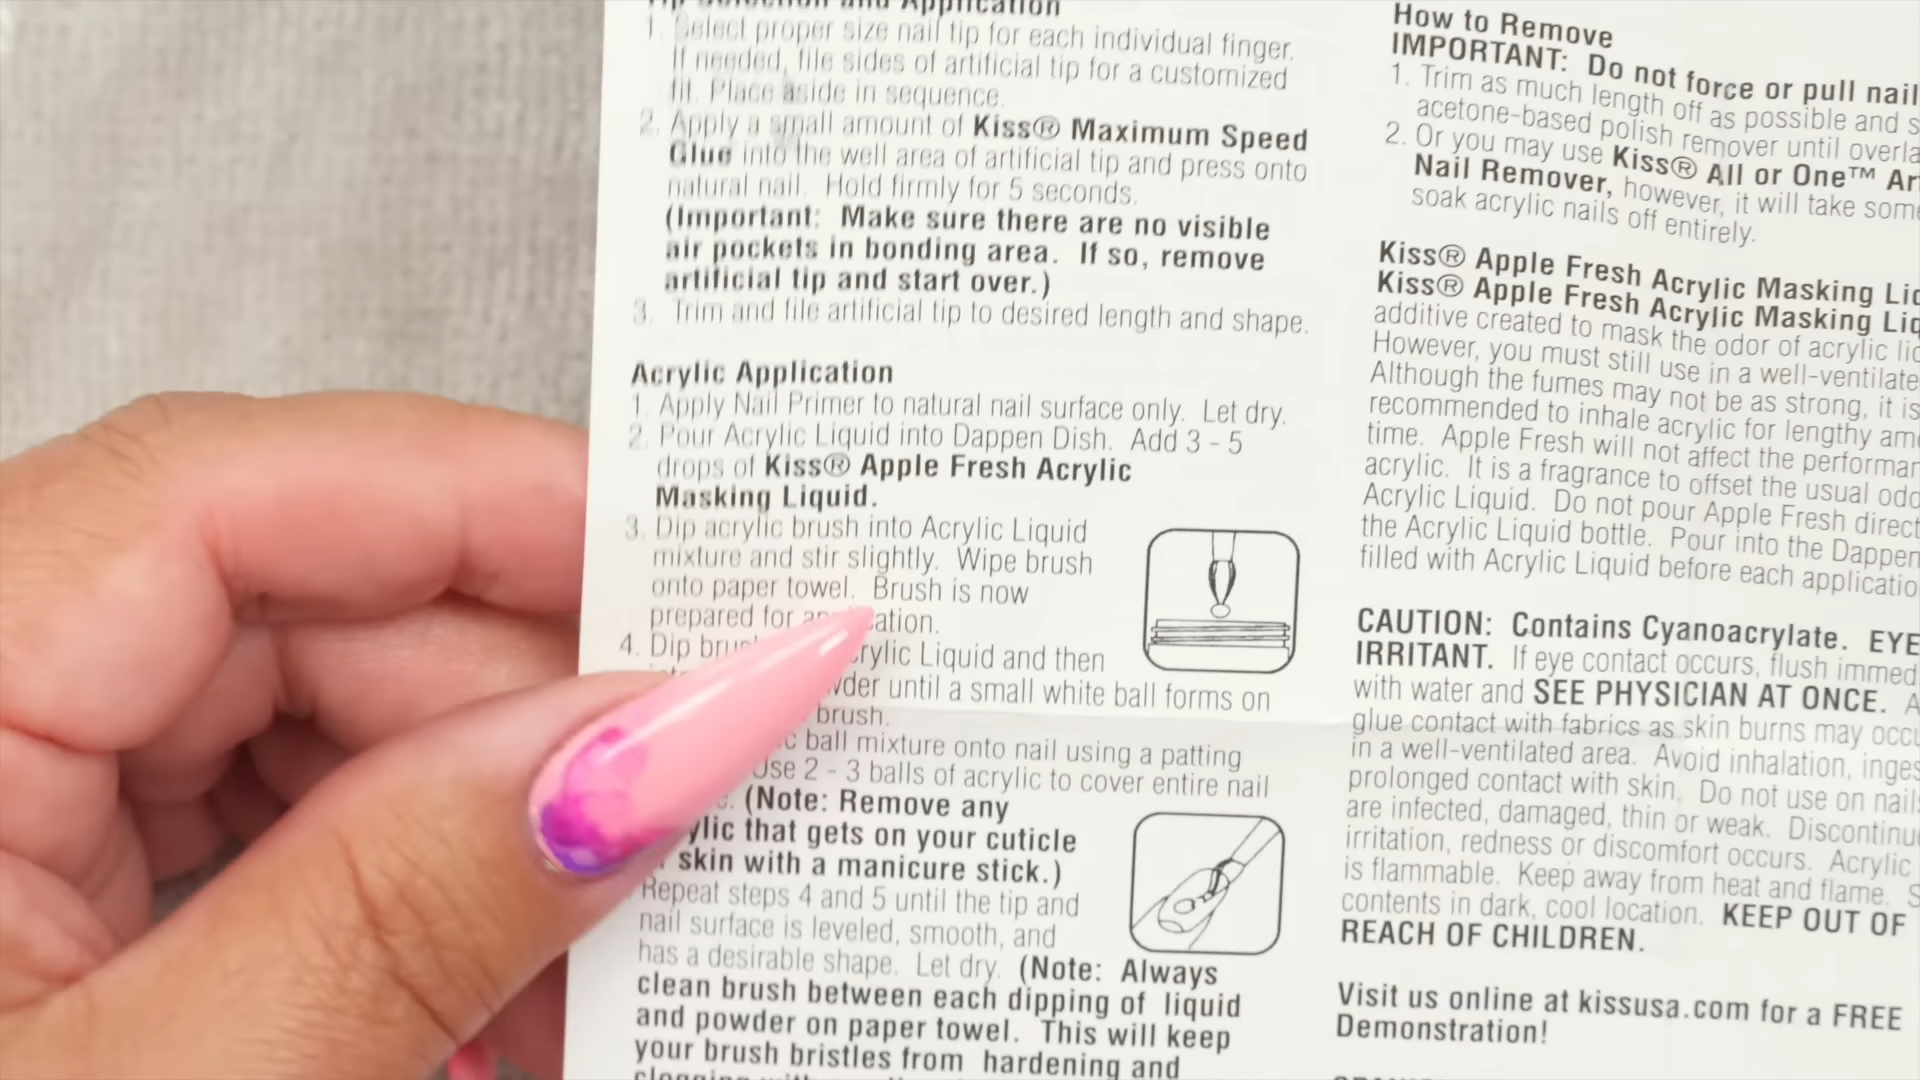 Tip Selection and Application
1. Select proper size nail tip for each individual finger.
If needed, file sides of artificial tip for a customized
fit. Place aside in sequence.
2. Apply a small amount of Kiss® Maximum Speed
Glue into the well area of artificial tip and press onto
natural nail. Hold firmly for 5 seconds.
(Important: Make sure there are no visible
air pockets in bonding area. If so, remove
artificial tip and start over.)
3. Trim and file artificial tip to desired length and shape.
Acrylic Application
1. Apply Nail Primer to natural nail surface only. Let dry.
2. Pour Acrylic Liquid into Dappen Dish. Add 3 - 5
drops of Kiss® Apple Fresh Acrylic
Masking Liquid.
3. Dip acrylic brush into Acrylic Liquid
mixture and stir slightly. Wipe brush
onto paper towel. Brush is now
prepared for
4. Dip Liquid and then
until a small white ball forms on
brush.
ball mixture onto nail using a patting
Use 2 - 3 balls of acrylic to cover entire nail
(Note: Remove any
that gets on your cuticle
skin with a manicure stick.)
Repeat steps 4 and 5 until the tip and
nail surface is leveled, smooth, and
has a desirable shape. Let dry. (Note: Always
clean brush between each dipping of liquid
and powder on paper towel. This will keep
your brush bristles from hardening and
How to Remove
IMPORTANT: Do not force or pull nail
1. Trim as much length off as possible and s
acetone-based polish remover until overla
2. Or you may use Kiss® All or One™ Ar
Nail Remover, however, it will take som
soak acrylic nails off entirely.
Kiss® Apple Fresh Acrylic Masking Liq
Kiss® Apple Fresh Acrylic Masking Liq
additive created to mask the odor of acrylic liq
However, you must still use in a well-ventilate
Although the fumes may not be as strong, it is
recommended to inhale acrylic for lengthy am
time. Apple Fresh will not affect the performan
acrylic. It is a fragrance to offset the usual odo
Acrylic Liquid. Do not pour Apple Fresh direct
the Acrylic Liquid bottle. Pour into the Dappen
filled with Acrylic Liquid before each applicatio
CAUTION: Contains Cyanoacrylate. EYE
IRRITANT. If eye contact occurs, flush immed
with water and SEE PHYSICIAN AT ONCE. A
glue contact with fabrics as skin burns may occu
in a well-ventilated area. Avoid inhalation, inges
prolonged contact with skin. Do not use on nails
are infected, damaged, thin or weak. Discontinue
irritation, redness or discomfort occurs. Acrylic
is flammable. Keep away from heat and flame. S
contents in dark, cool location. KEEP OUT OF
REACH OF CHILDREN.
Visit us online at kissusa.com for a FREE
Demonstration!